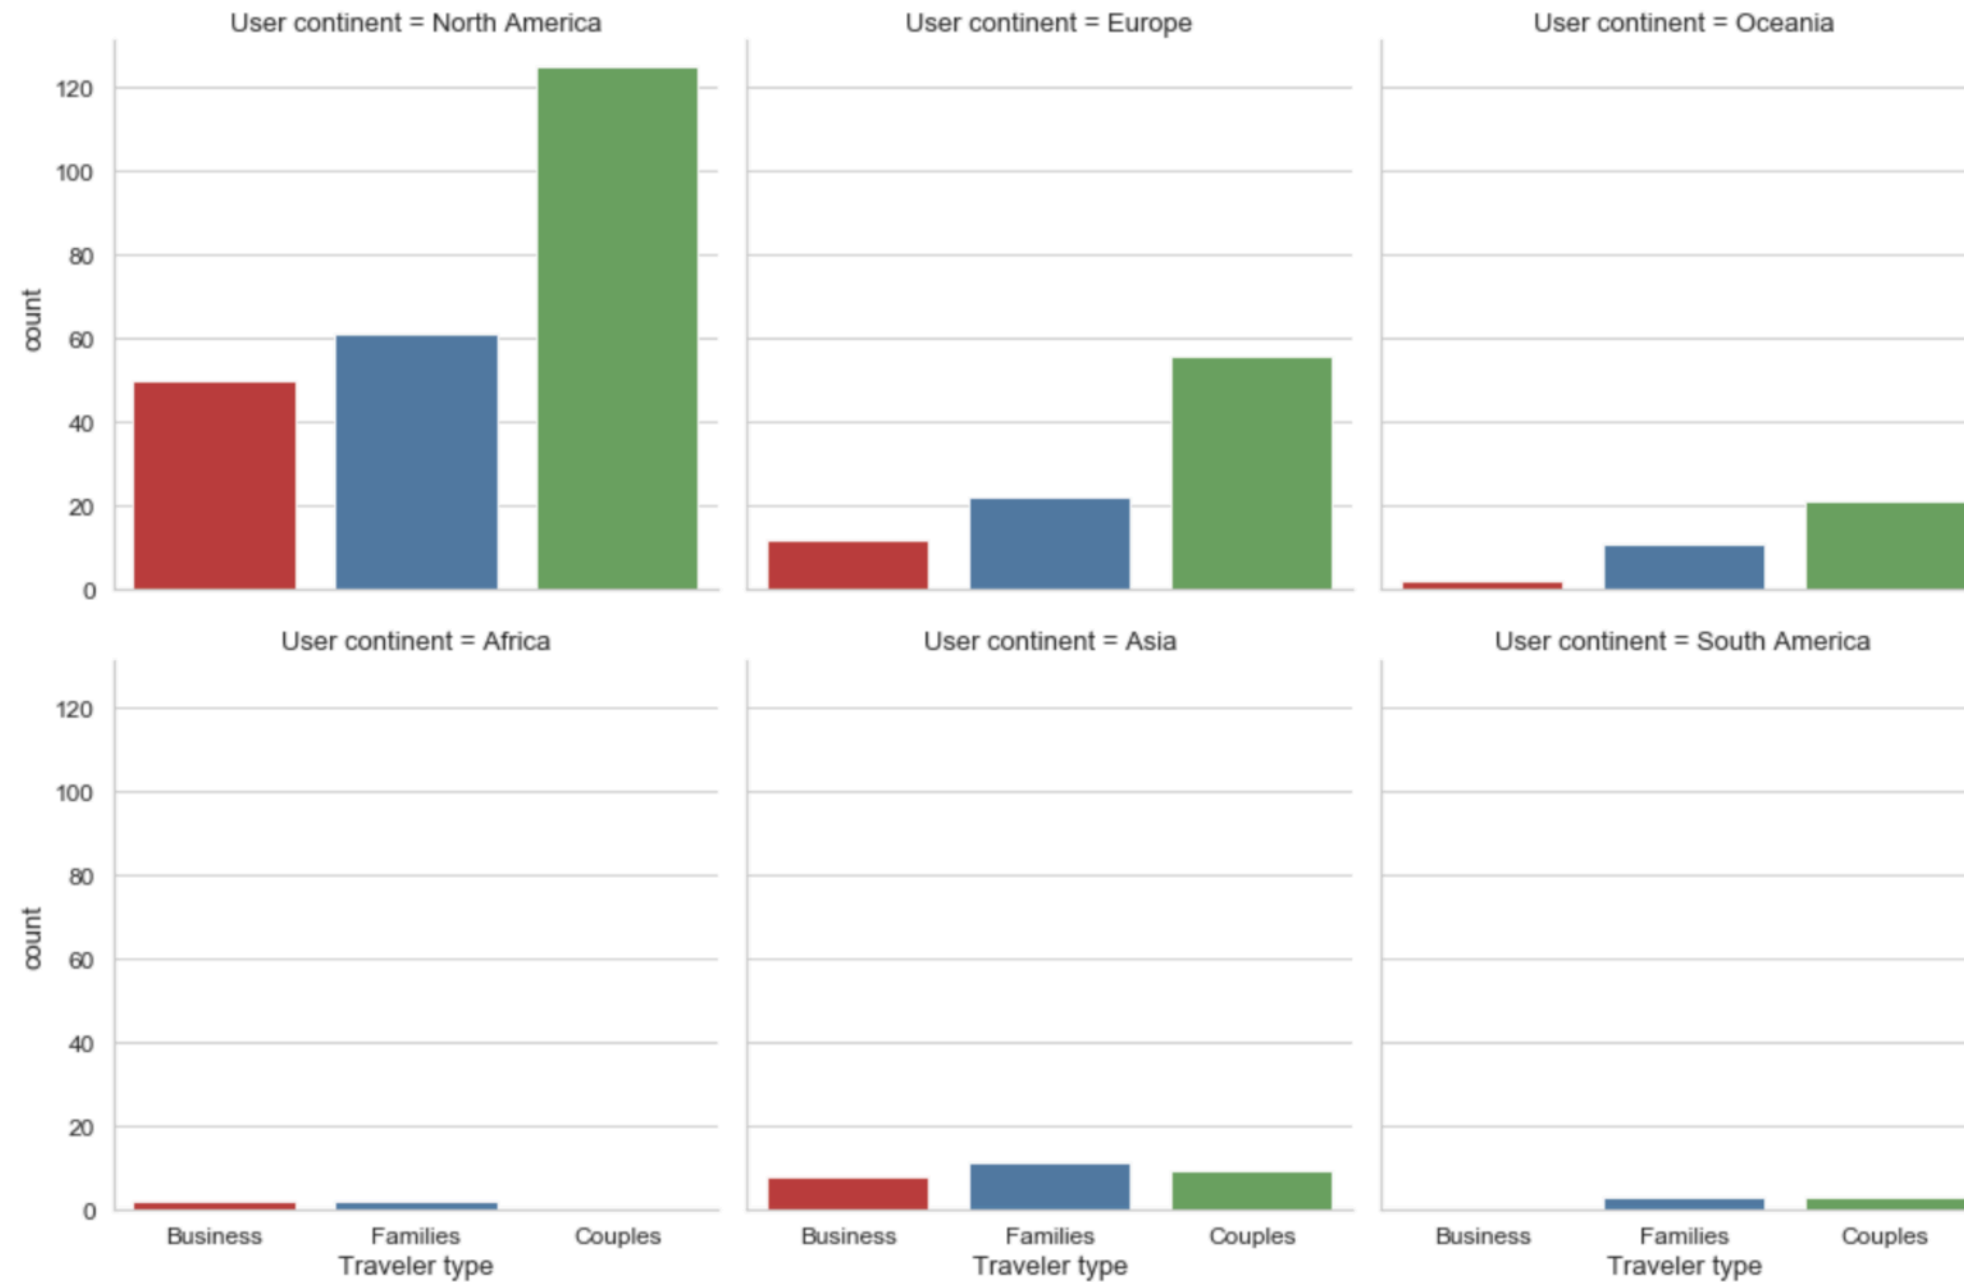 User continent = North America
User continent = Europe
User continent = Oceania
120
100
80
60
40
20
0
count
User continent = Africa
User continent = Asia
User continent = South America
120
100
80
60
40
20
0
count
Business Families Couples
Business Families Couples
Business Families Couples
Traveler type
Traveler type
Traveler type